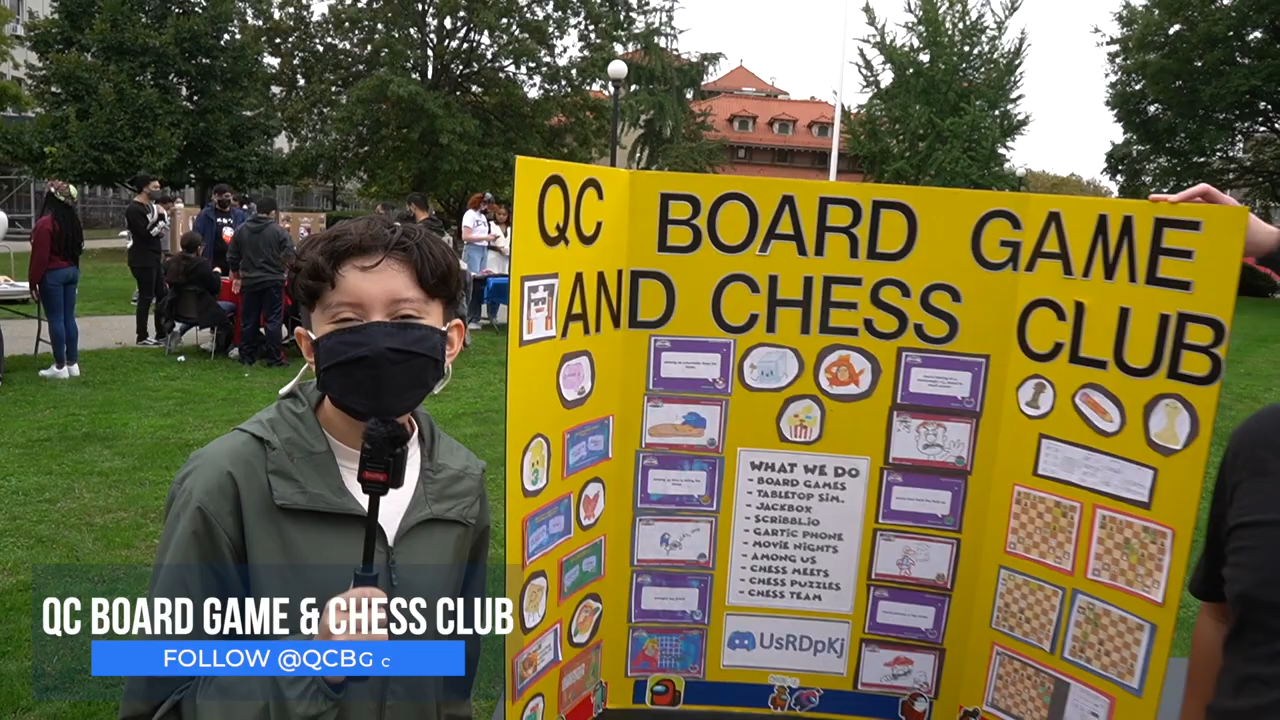 QC BOARD GAME
AND CHESS CLUB
WHAT WE DO
- BOARD GAMES
- TABLETOP SIM.
- JACKBOX
- SCRIBBL.IO
- GARTIC PHONE
- MOVIE NIGHTS
- AMONG US
- CHESS MEETS
- CHESS PUZZLES
- CHESS TEAM
UsRDpKj
QC BOARD GAME & CHESS CLUB
FOLLOW @QCBG C